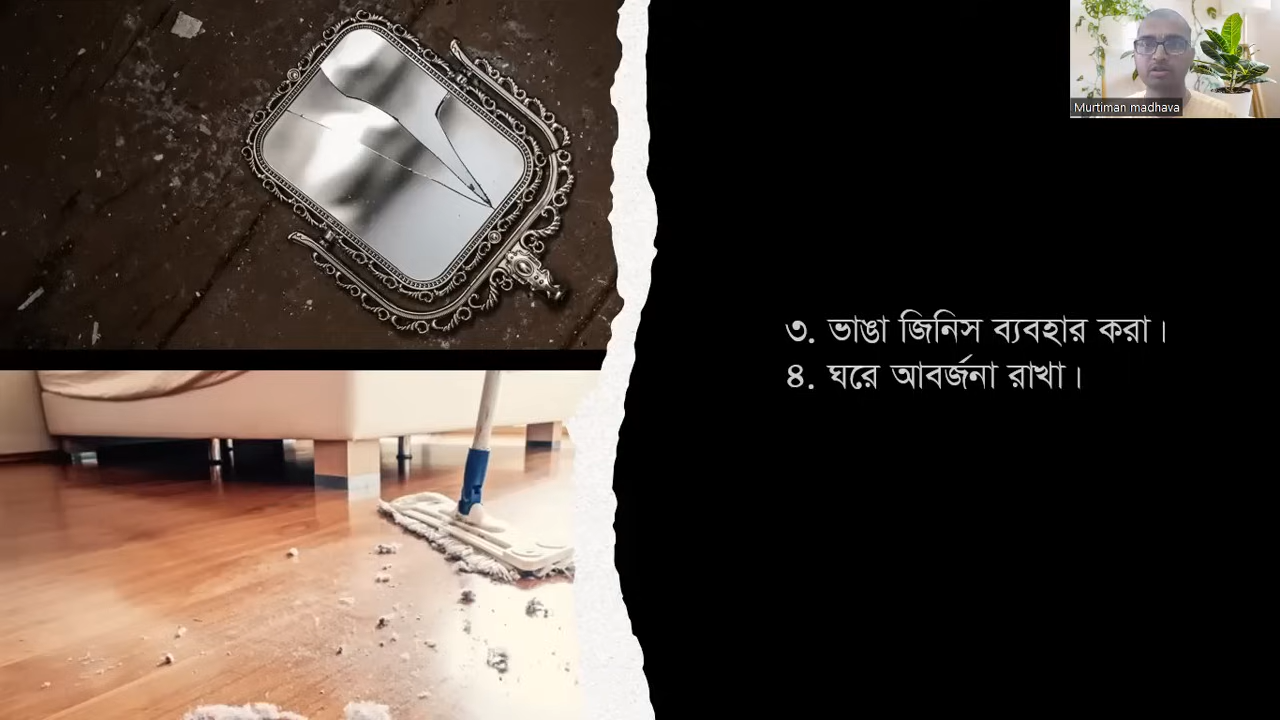 Murtiman madhava
৩. ভাঙা জিনিস ব্যবহার করা।
৪. ঘরে আবর্জনা রাখা।